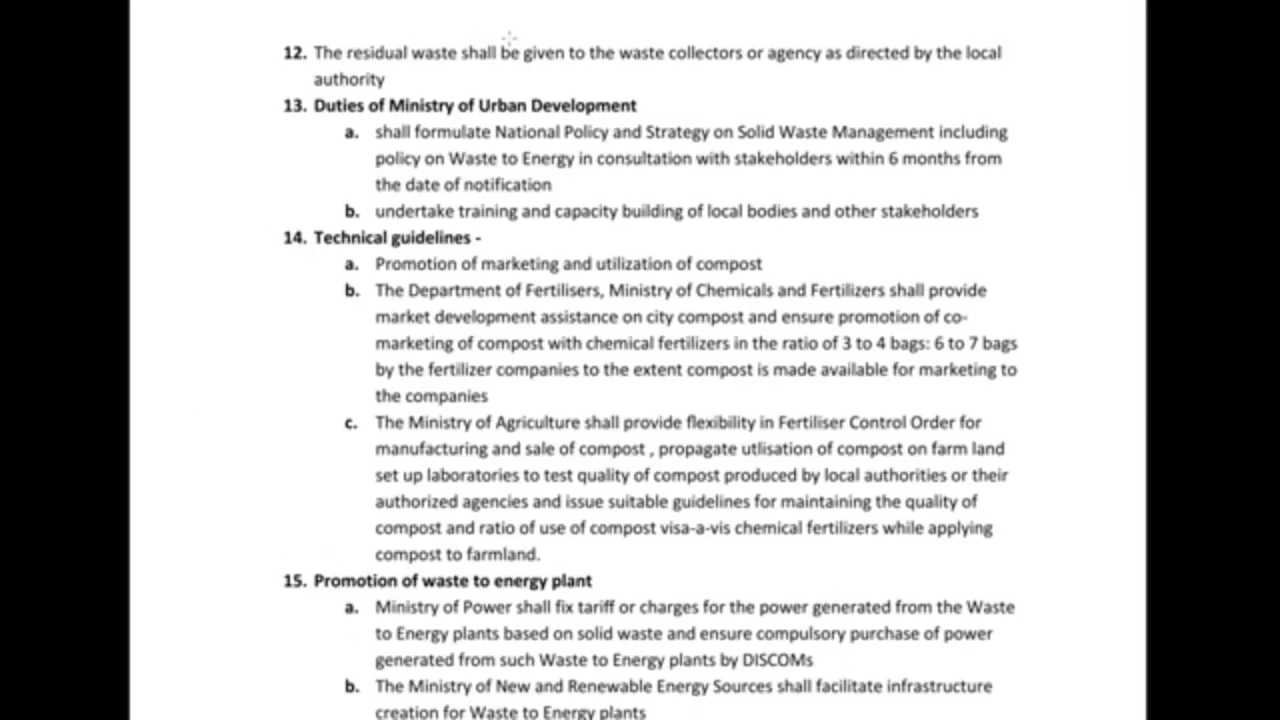 12. The residual waste shall be given to the waste collectors or agency as directed by the local
authority
13. Duties of Ministry of Urban Development
a. shall formulate National Policy and Strategy on Solid Waste Management including
policy on Waste to Energy in consultation with stakeholders within 6 months from
the date of notification
b. undertake training and capacity building of local bodies and other stakeholders
14. Technical guidelines -
a. Promotion of marketing and utilization of compost
b. The Department of Fertilisers, Ministry of Chemicals and Fertilizers shall provide
market development assistance on city compost and ensure promotion of co-
marketing of compost with chemical fertilizers in the ratio of 3 to 4 bags: 6 to 7 bags
by the fertilizer companies to the extent compost is made available for marketing to
the companies
c. The Ministry of Agriculture shall provide flexibility in Fertiliser Control Order for
manufacturing and sale of compost , propagate utlisation of compost on farm land
set up laboratories to test quality of compost produced by local authorities or their
authorized agencies and issue suitable guidelines for maintaining the quality of
compost and ratio of use of compost visa-a-vis chemical fertilizers while applying
compost to farmland.
15. Promotion of waste to energy plant
a. Ministry of Power shall fix tariff or charges for the power generated from the Waste
to Energy plants based on solid waste and ensure compulsory purchase of power
generated from such Waste to Energy plants by DISCOMs
b. The Ministry of New and Renewable Energy Sources shall facilitate infrastructure
creation for Waste to Energy plants